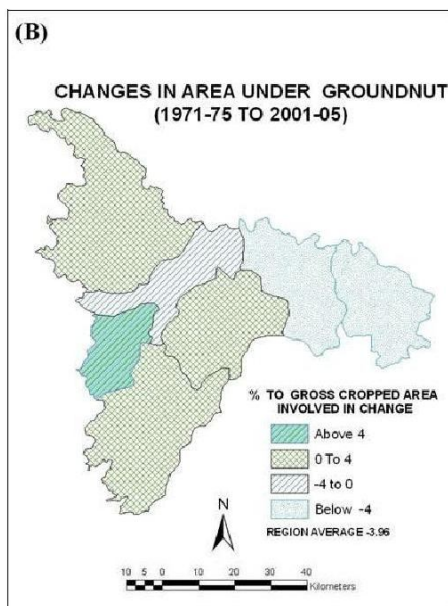 (B)
CHANGES IN AREA UNDER GROUNDNUT
(1971-75 TO 2001-05)
% TO GROSS CROPPED AREA
INVOLVED IN CHANGE
Above 4
0 To 4
-4 to 0
Below -4
REGION AVERAGE -3.96
N
10 5 0 10 20 30 40
Kilometers